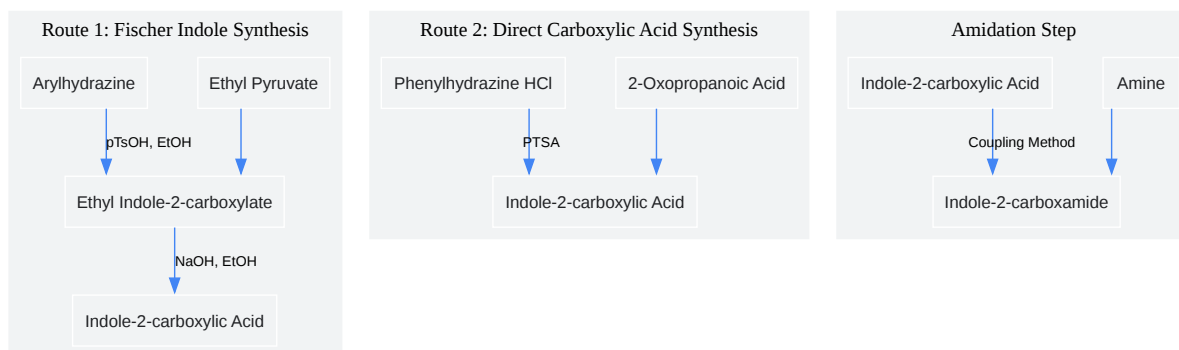 Route 1: Fischer Indole Synthesis
Arylhydrazine
Ethyl Pyruvate
pTsOH, EtOH
Ethyl Indole-2-carboxylate
NaOH, EtOH
Indole-2-carboxylic Acid
Route 2: Direct Carboxylic Acid Synthesis
Phenylhydrazine HCl
2-Oxopropanoic Acid
PTSA
Indole-2-carboxylic Acid
Amidation Step
Indole-2-carboxylic Acid
Amine
Coupling Method
Indole-2-carboxamide